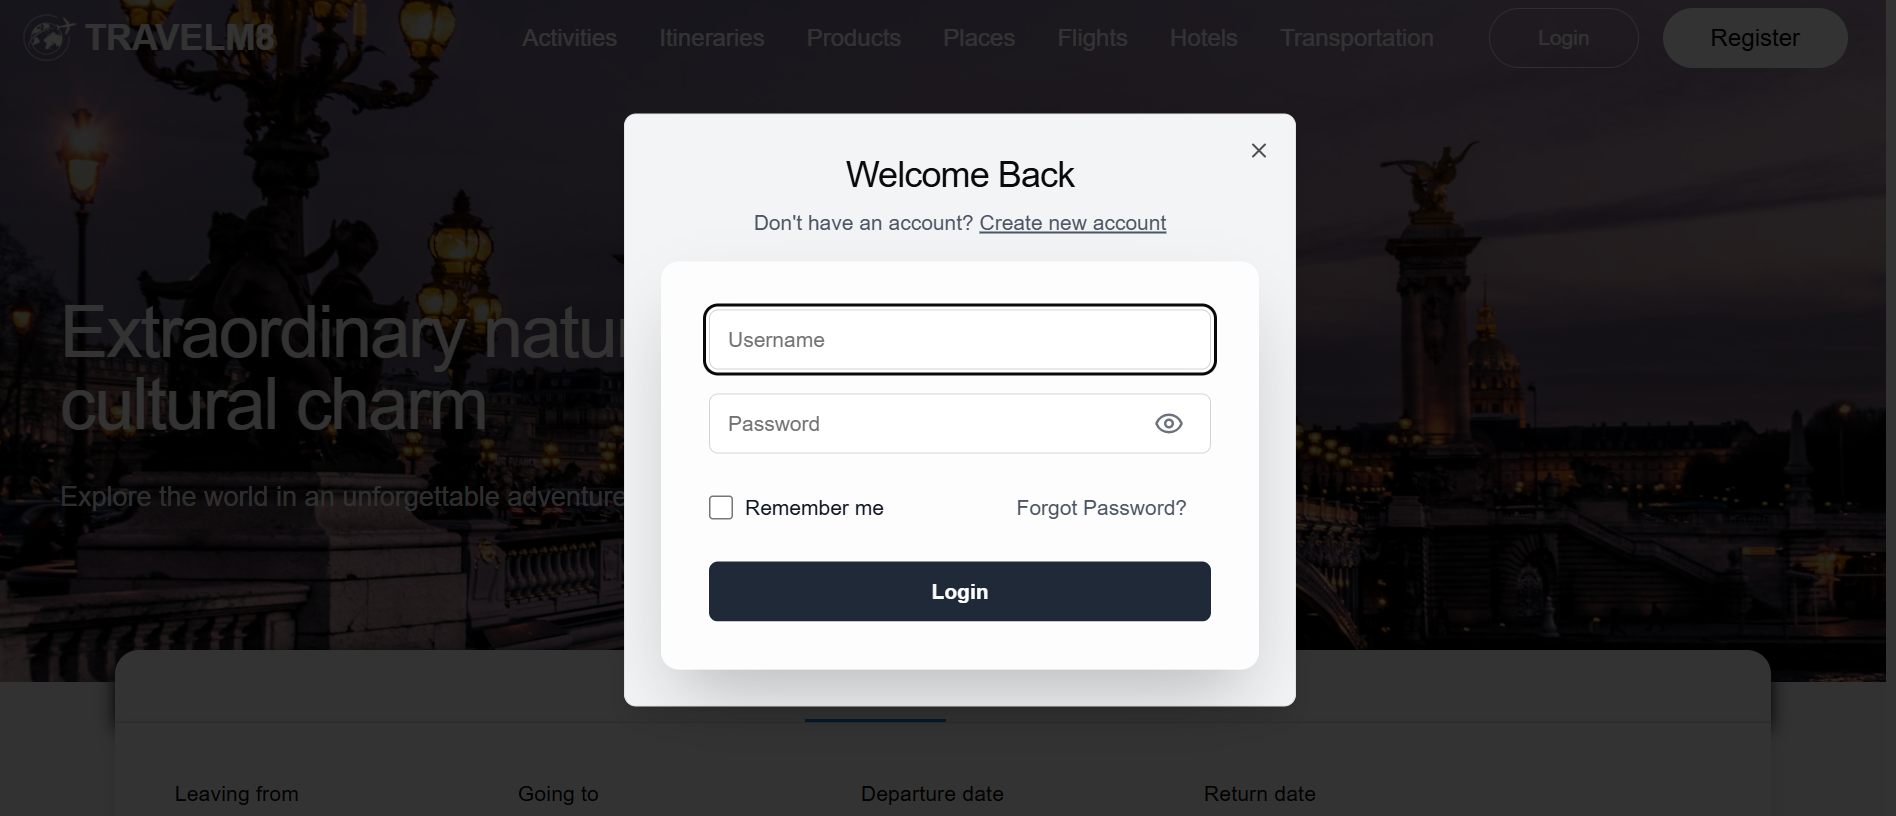 TRAVELM8
Activities Itineraries Products Places Flights Hotels Transportation Login Register
Welcome Back
Don't have an account? Create new account
Extraordinary natu
cultural charm
Explore the world in an unforgettable adventure
Username
Password
Remember me Forgot Password?
Login
Leaving from Going to Departure date Return date